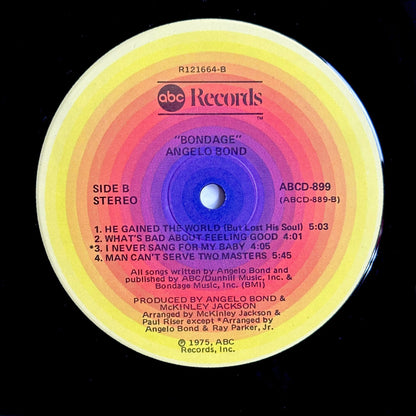 R121664-B
abc Records
TM
"BONDAGE"
ANGELO BOND
SIDE B
STEREO
ABCD-899
(ABCD-889-B)
1. HE GAINED THE WORLD (But Lost His Soul) 5:03
2. WHAT'S BAD ABOUT FEELING GOOD 4:01
*3. I NEVER SANG FOR MY BABY 4:05
4. MAN CAN'T SERVE TWO MASTERS 5:45
All songs written by Angelo Bond and
published by ABC/Dunhill Music, Inc. &
Bondage Music, Inc. (BMI)
PRODUCED BY ANGELO BOND &
McKINLEY JACKSON
Arranged by McKinley Jackson &
Paul Riser except *Arranged by
Angelo Bond & Ray Parker, Jr.
℗ 1975, ABC
Records, Inc.